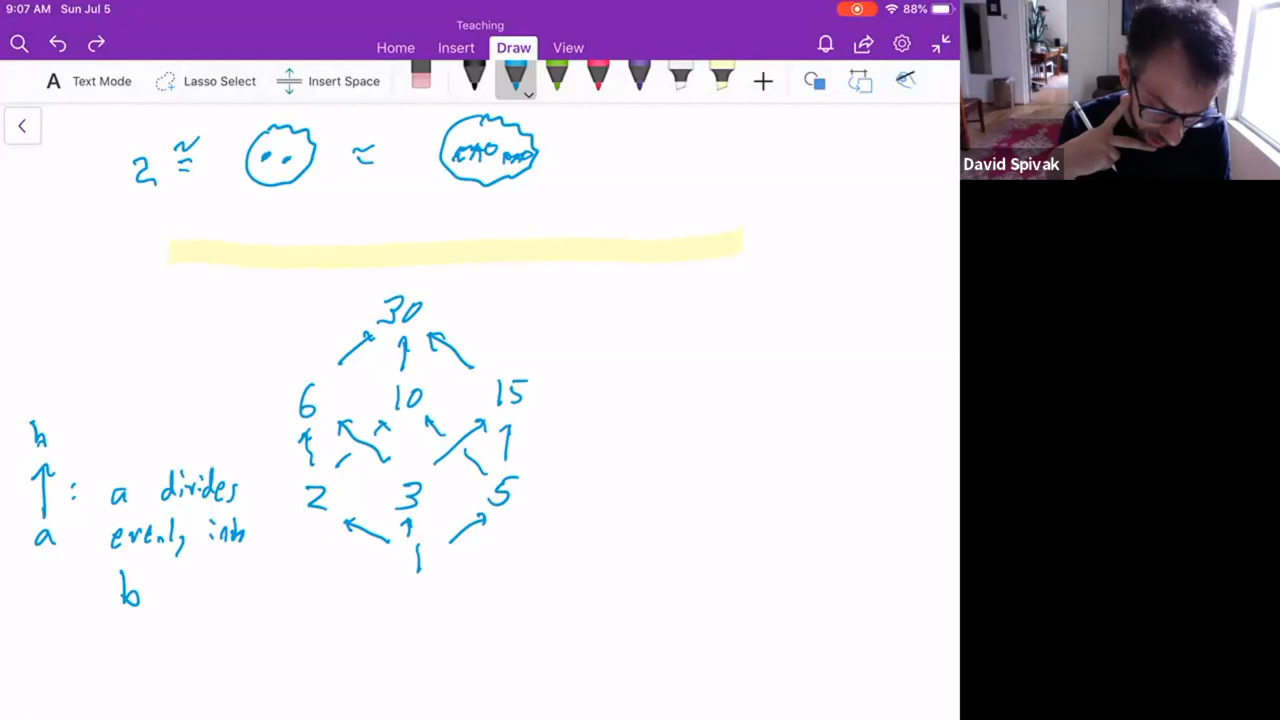 9:07 AM Sun Jul 5
88%
Teaching
Home Insert Draw View
A Text Mode Lasso Select Insert Space
David Spivak
2 ≅ ≈
30
6 10 15
b
2 3 5
: a divides
a evenly into
1
b